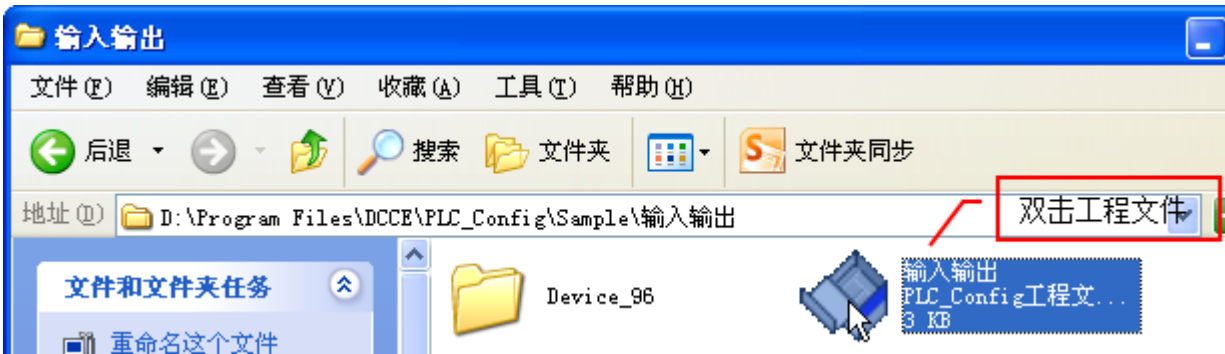 输入输出
文件(F) 编辑(E) 查看(V) 收藏(A) 工具(T) 帮助(H)
后退 搜索 文件夹 文件夹同步
地址(D) D:\Program Files\DCCE\PLC_Config\Sample\输入输出
双击工程文件
文件和文件夹任务
重命名这个文件
Device_96
输入输出
PLC_Config工程文...
3 KB